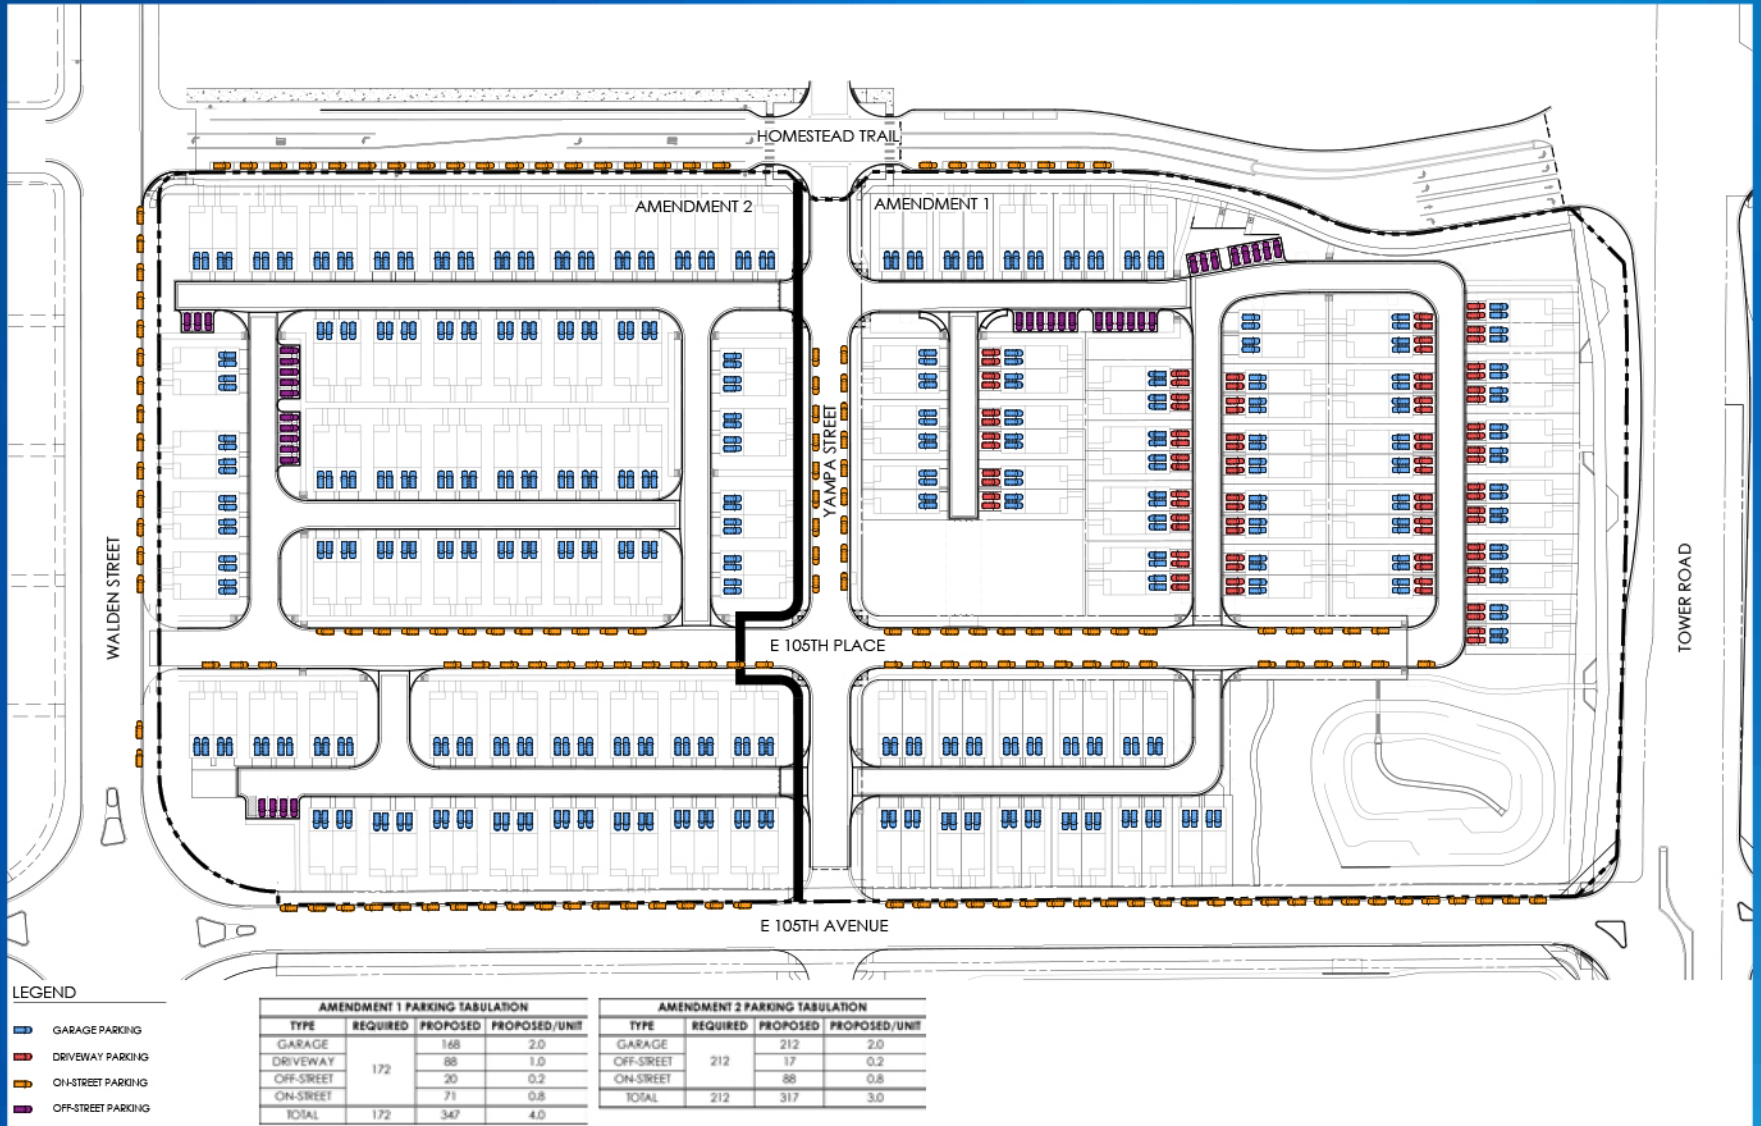 HOMESTEAD TRAIL
AMENDMENT 2
AMENDMENT 1
YAMPA STREET
WALDEN STREET
TOWER ROAD
E 105TH PLACE
E 105TH AVENUE
LEGEND
GARAGE PARKING
DRIVEWAY PARKING
ON-STREET PARKING
OFF-STREET PARKING
AMENDMENT 1 PARKING TABULATION
TYPE REQUIRED PROPOSED PROPOSED/UNIT
GARAGE 168 2.0
DRIVEWAY 88 1.0
172
OFF-STREET 20 0.2
ON-STREET 71 0.8
TOTAL 172 347 4.0
AMENDMENT 2 PARKING TABULATION
TYPE REQUIRED PROPOSED PROPOSED/UNIT
GARAGE 212 2.0
OFF-STREET 212 17 0.2
ON-STREET 88 0.8
TOTAL 212 317 3.0